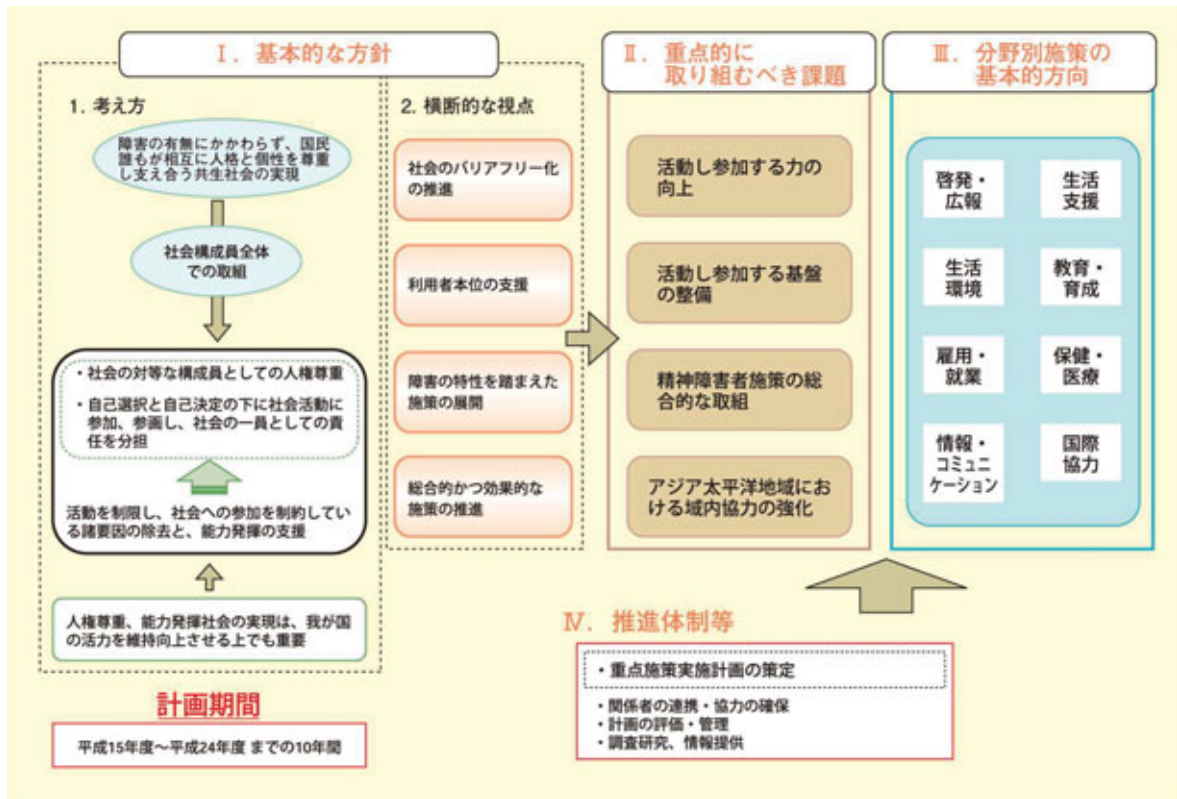 Ⅰ．基本的な方針
1. 考え方
障害の有無にかかわらず、国民
誰もが相互に人格と個性を尊重
し支え合う共生社会の実現
社会構成員全体
での取組
・社会の対等な構成員としての人権尊重
・自己選択と自己決定の下に社会活動に
参加、参画し、社会の一員としての責
任を分担
活動を制限し、社会への参加を制約してい
る諸要因の除去と、能力発揮の支援
人権尊重、能力発揮社会の実現は、我が国
の活力を維持向上させる上でも重要
計画期間
平成15年度～平成24年度 までの10年間
2. 横断的な視点
社会のバリアフリー化
の推進
利用者本位の支援
障害の特性を踏まえた
施策の展開
総合的かつ効果的な
施策の推進
Ⅱ．重点的に
取り組むべき課題
活動し参加する力の
向上
活動し参加する基盤
の整備
精神障害者施策の総
合的な取組
アジア太平洋地域にお
ける域内協力の強化
Ⅲ．分野別施策の
基本的方向
啓発・
広報
生活
支援
生活
環境
教育・
育成
雇用・
就業
保健・
医療
情報・
コミュニ
ケーション
国際
協力
Ⅳ．推進体制等
・重点施策実施計画の策定
・関係者の連携・協力の確保
・計画の評価・管理
・調査研究、情報提供